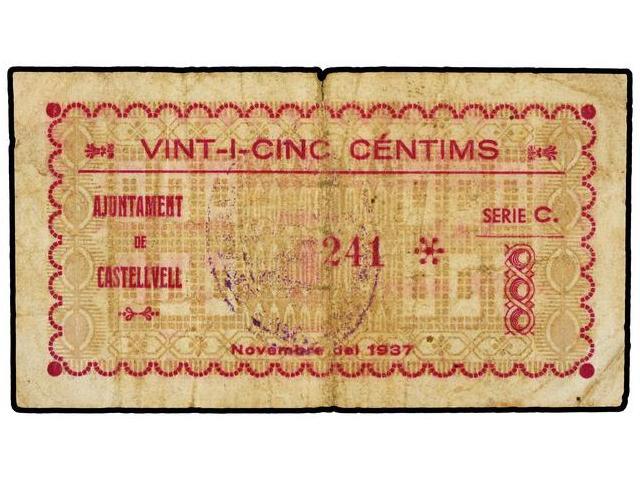 VINT-I-CINC CÉNTIMS
AJUNTAMENT
DE
CASTELLVELL
SERIE C.
241
Novembre del 1937